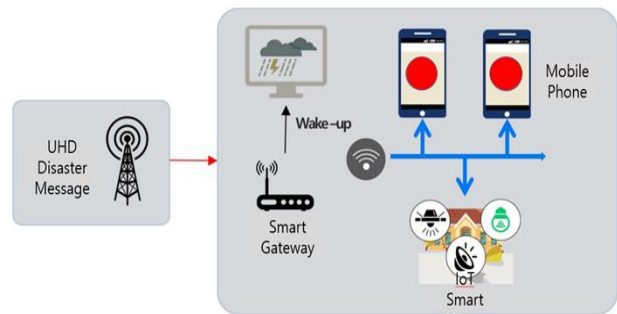 UHD
Disaster
Message
Wake-up
Smart
Gateway
Mobile
Phone
IoT
Smart